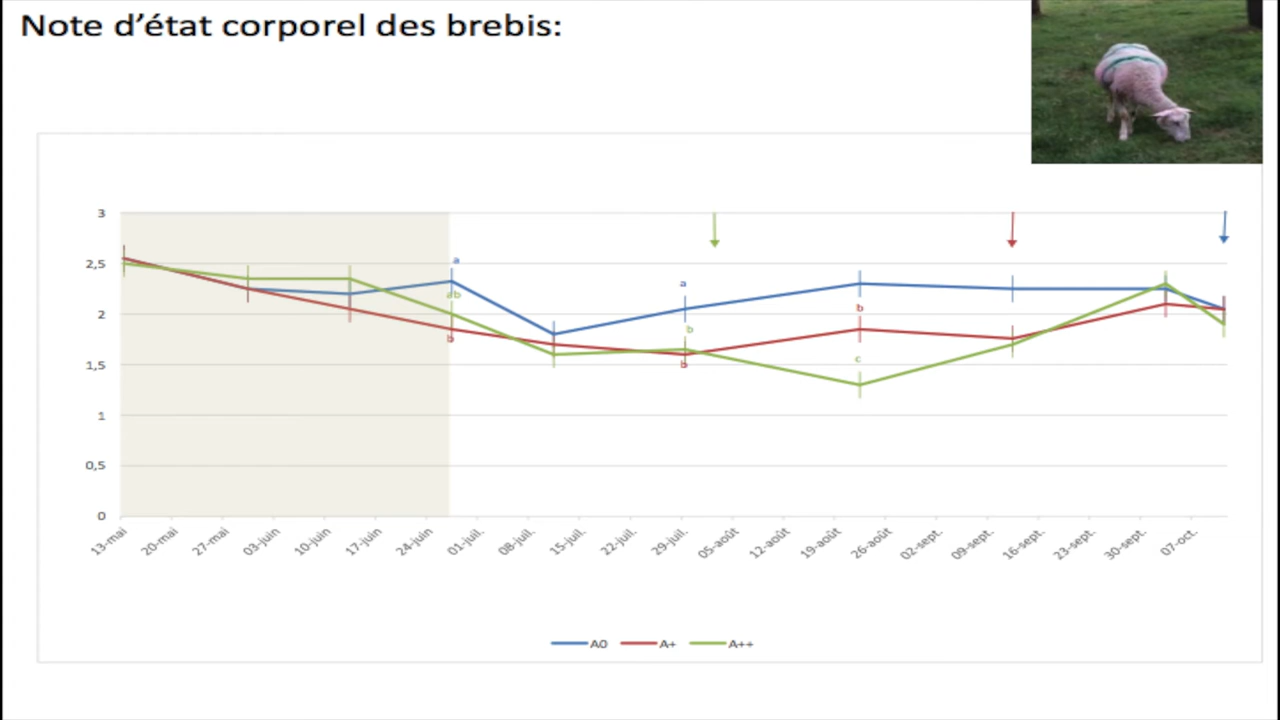 Note d’état corporel des brebis:
3
2,5
2
1,5
1
0,5
0
a
ab
b
a
b
b
b
c
13-mai
20-mai
27-mai
03-juin
10-juin
17-juin
24-juin
01-juil.
08-juil.
15-juil.
22-juil.
29-juil.
05-août
12-août
19-août
26-août
02-sept.
09-sept.
16-sept.
23-sept.
30-sept.
07-oct.
A0 A+ A++